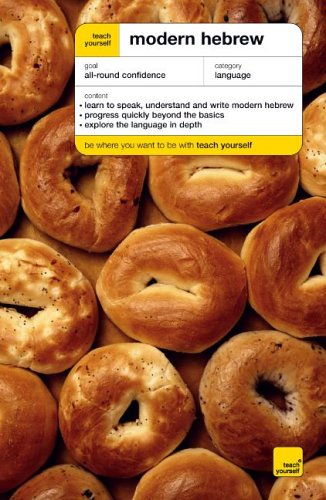 teach
yourself
modern hebrew
goal
all-round confidence
category
language
content
• learn to speak, understand and write modern hebrew
• progress quickly beyond the basics
• explore the language in depth
be where you want to be with teach yourself
teach
yourself